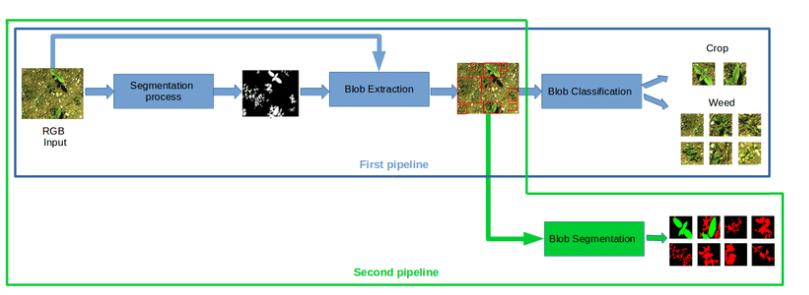 Crop
Segmentation
process
Blob Extraction
Blob Classification
Weed
RGB
Input
First pipeline
Blob Segmentation
Second pipeline